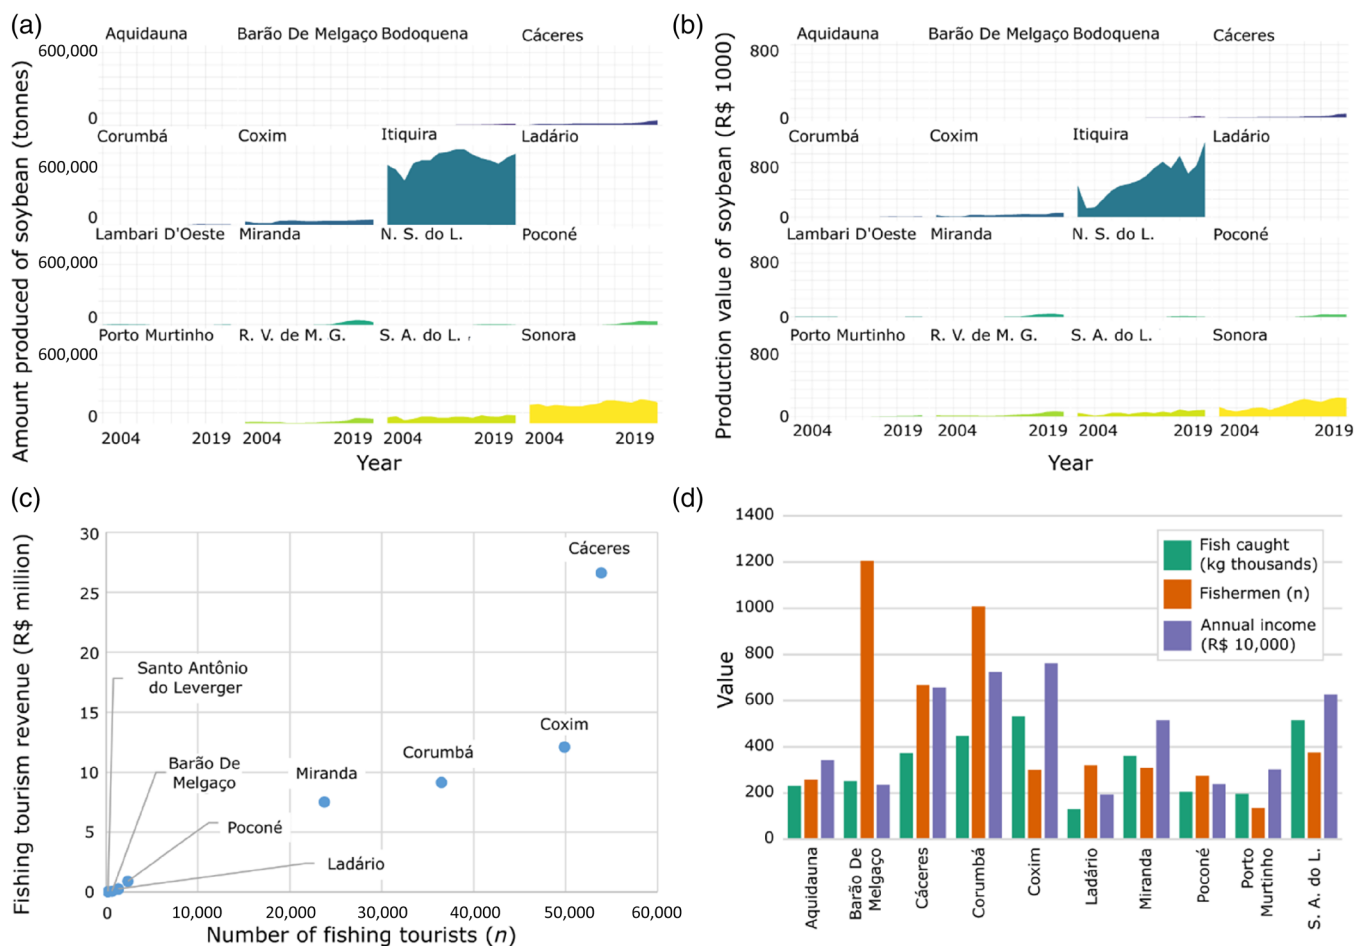 (a)
Amount produced of soybean (tonnes)
Aquidauna
Barão De Melgaço
Bodoquena
Cáceres
600,000
0
Corumbá
Coxim
Itiquira
Ladário
600,000
0
Lambari D'Oeste
Miranda
N. S. do L.
Poconé
600,000
0
Porto Murtinho
R. V. de M. G.
S. A. do L.
Sonora
600,000
0
2004
2019
2004
2019
2004
2019
2004
2019
Year
(b)
Production value of soybean (R$ 1000)
Aquidauna
Barão De Melgaço
Bodoquena
Cáceres
800
0
Corumbá
Coxim
Itiquira
Ladário
800
0
Lambari D'Oeste
Miranda
N. S. do L.
Poconé
800
0
Porto Murtinho
R. V. de M. G.
S. A. do L.
Sonora
800
0
2004
2019
2004
2019
2004
2019
2004
2019
Year
(c)
Fishing tourism revenue (R$ million)
30
25
20
15
10
5
0
Cáceres
Santo Antônio
do Leverger
Coxim
Corumbá
Barão De
Melgaço
Miranda
Poconé
Ladário
0
10,000
20,000
30,000
40,000
50,000
60,000
Number of fishing tourists (n)
(d)
Value
1400
1200
1000
800
600
400
200
0
Fish caught
(kg thousands)
Fishermen (n)
Annual income
(R$ 10,000)
Aquidauna
Barão De
Melgaço
Cáceres
Corumbá
Coxim
Ladário
Miranda
Poconé
Porto
Murtinho
S. A. do L.